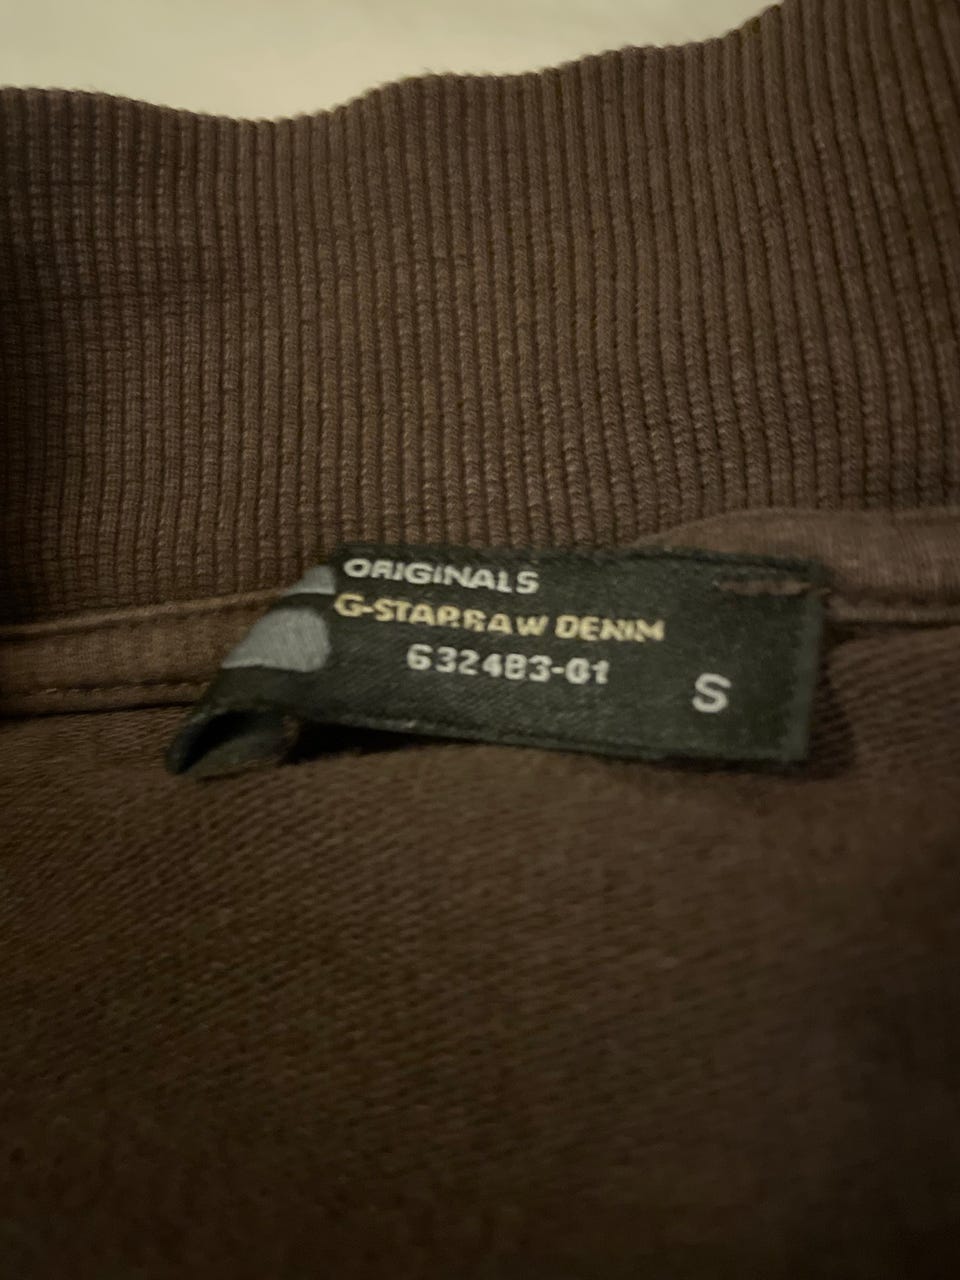 ORIGINALS
G-STAR RAW DENIM
632483-01
S